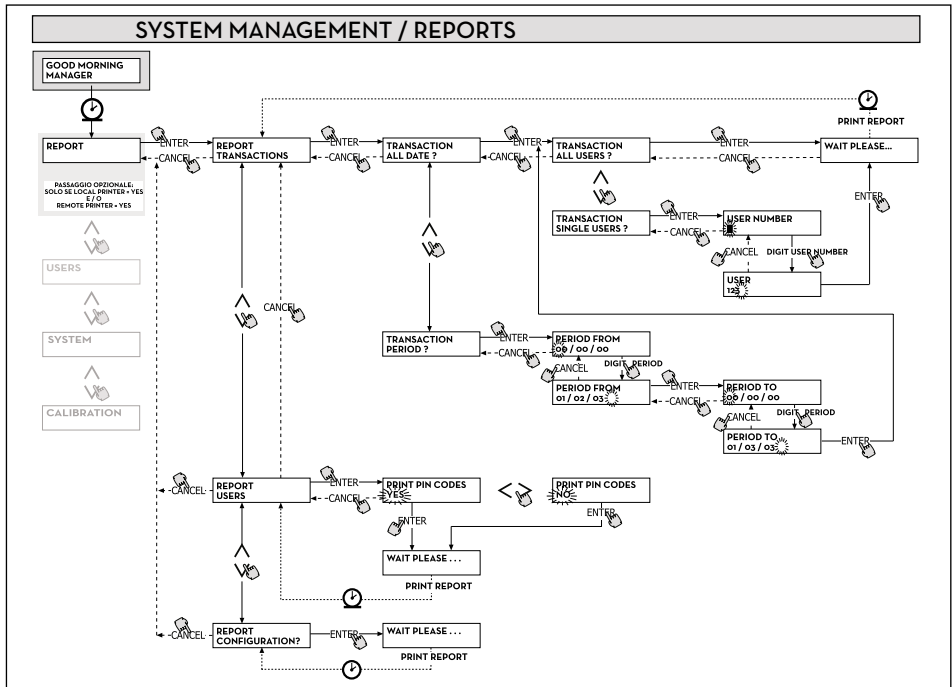 SYSTEM MANAGEMENT / REPORTS
GOOD MORNING
MANAGER
PRINT REPORT
REPORT
ENTER
CANCEL
REPORT
TRANSACTIONS
ENTER
CANCEL
TRANSACTION
ALL DATE ?
ENTER
CANCEL
TRANSACTION
ALL USERS ?
ENTER
CANCEL
WAIT PLEASE...
PASSAGGIO OPZIONALE:
SOLO SE LOCAL PRINTER = YES
E / O
REMOTE PRINTER = YES
ENTER
TRANSACTION
SINGLE USERS ?
ENTER
CANCEL
USER NUMBER
CANCEL
DIGIT USER NUMBER
USER
123
USERS
CANCEL
SYSTEM
TRANSACTION
PERIOD ?
ENTER
CANCEL
PERIOD FROM
00 / 00 / 00
CANCEL
DIGIT PERIOD
PERIOD FROM
01 / 02 / 03
ENTER
CANCEL
PERIOD TO
00 / 00 / 00
CANCEL
DIGIT PERIOD
PERIOD TO
01 / 03 / 03
ENTER
CALIBRATION
CANCEL
REPORT
USERS
ENTER
CANCEL
PRINT PIN CODES
YES
PRINT PIN CODES
NO
ENTER
ENTER
WAIT PLEASE . . .
PRINT REPORT
CANCEL
REPORT
CONFIGURATION?
ENTER
WAIT PLEASE . . .
PRINT REPORT